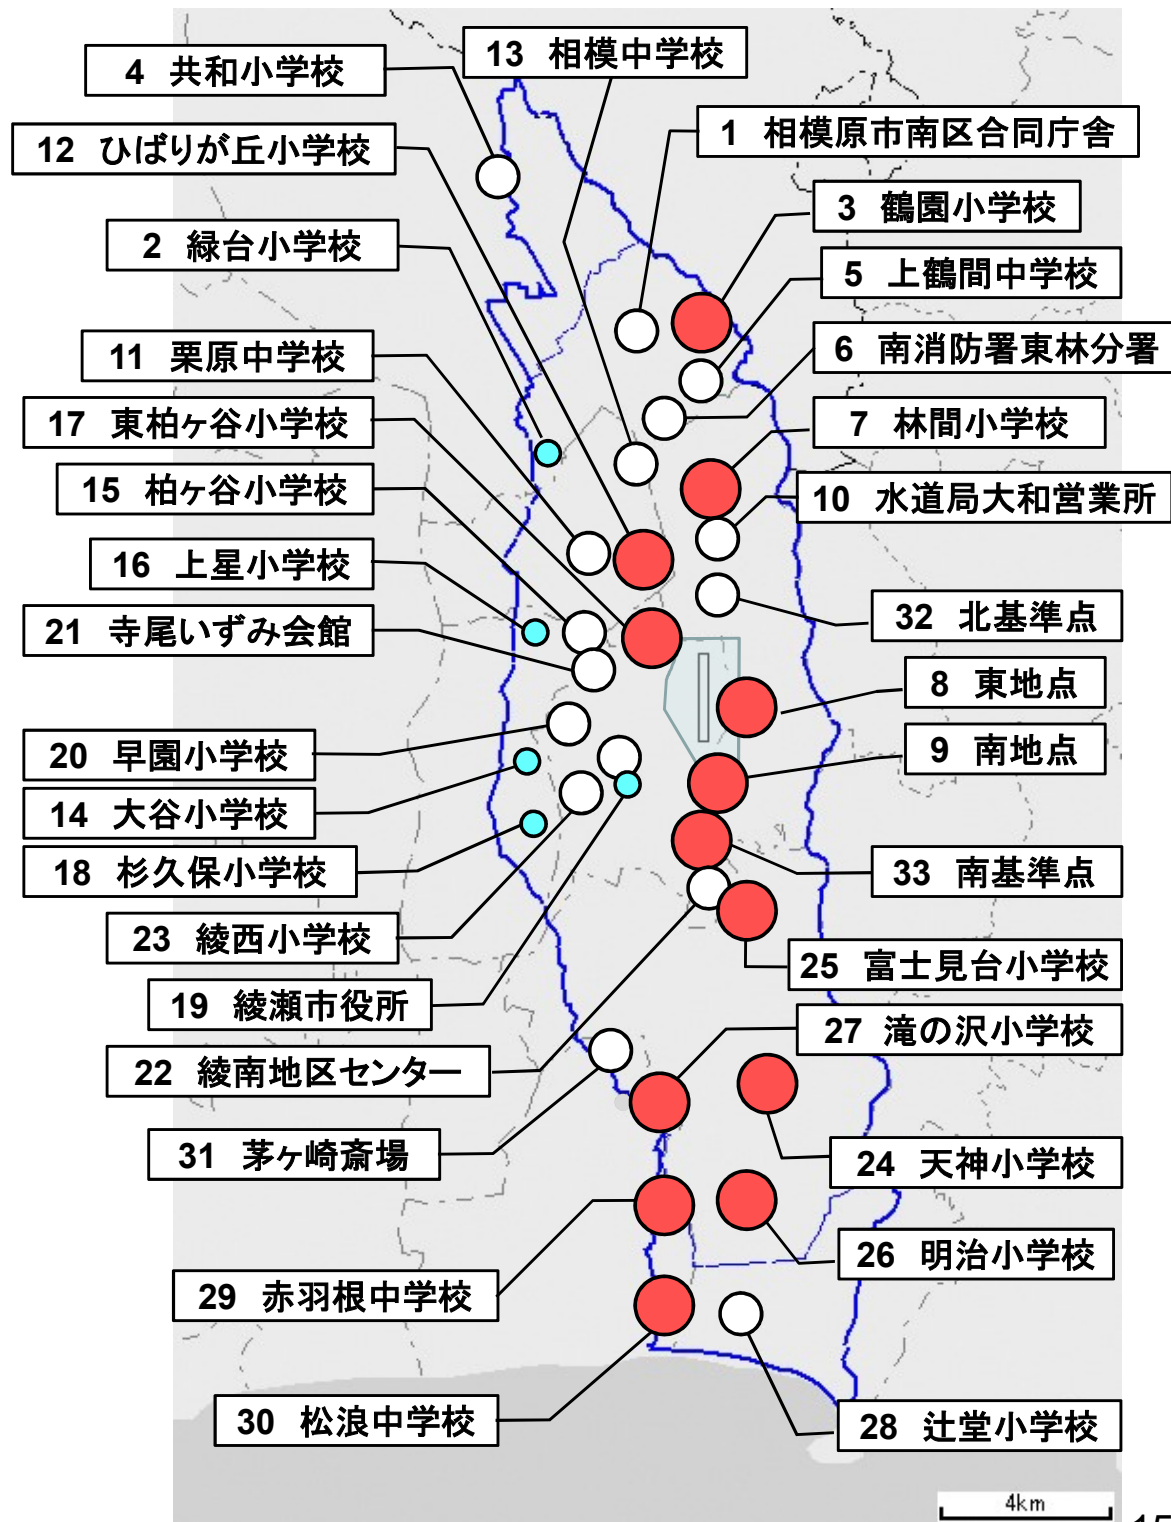 13 相模中学校
4 共和小学校
1 相模原市南区合同庁舎
12 ひばりが丘小学校
3 鶴園小学校
2 緑台小学校
5 上鶴間中学校
6 南消防署東林分署
11 栗原中学校
17 東柏ヶ谷小学校
7 林間小学校
15 柏ヶ谷小学校
10 水道局大和営業所
16 上星小学校
32 北基準点
21 寺尾いずみ会館
8 東地点
9 南地点
20 早園小学校
14 大谷小学校
18 杉久保小学校
33 南基準点
23 綾西小学校
25 富士見台小学校
19 綾瀬市役所
27 滝の沢小学校
22 綾南地区センター
31 茅ヶ崎斎場
24 天神小学校
26 明治小学校
29 赤羽根中学校
30 松浪中学校
28 辻堂小学校
4km